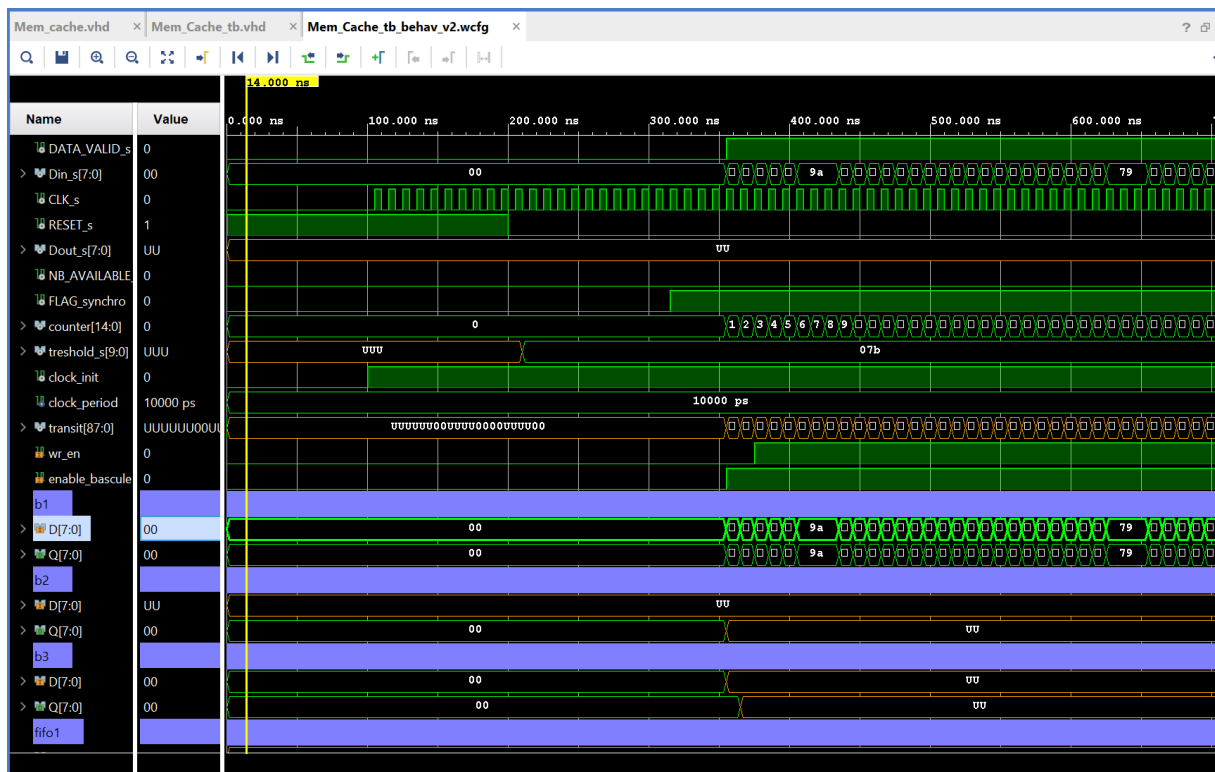 Mem_cache.vhd × Mem_Cache_tb.vhd × Mem_Cache_tb_behav_v2.wcfg × ?
14.000 ns
Name Value 0.000 ns 100.000 ns 200.000 ns 300.000 ns 400.000 ns 500.000 ns 600.000 ns
DATA_VALID_s 0
> Din_s[7:0] 00 00 9a 79
CLK_s 0
RESET_s 1
> Dout_s[7:0] UU UU
NB_AVAILABLE_ 0
FLAG_synchro 0
> counter[14:0] 0 0 1 2 3 4 5 6 7 8 9
> treshold_s[9:0] UUU UUU 07b
clock_init 0
clock_period 10000 ps 10000 ps
> transit[87:0] UUUUUU00UU UUUUUU00UUUU0000UUUU00
wr_en 0
enable_bascule 0
b1
> D[7:0] 00 00 9a 79
> Q[7:0] 00 00 9a 79
b2
> D[7:0] UU UU
> Q[7:0] 00 00 UU
b3
> D[7:0] 00 00 UU
> Q[7:0] 00 00 UU
fifo1